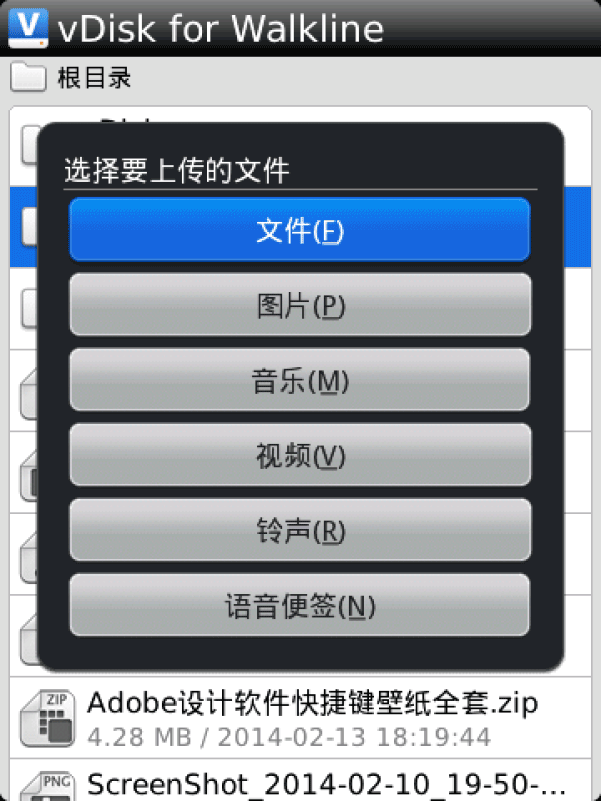 vDisk for Walkline
根目录
选择要上传的文件
文件(F)
图片(P)
音乐(M)
视频(V)
铃声(R)
语音便签(N)
ZIP
Adobe设计软件快捷键壁纸全套.zip
4.28 MB / 2014-02-13 18:19:44
PNG
ScreenShot_2014-02-10_19-50-...